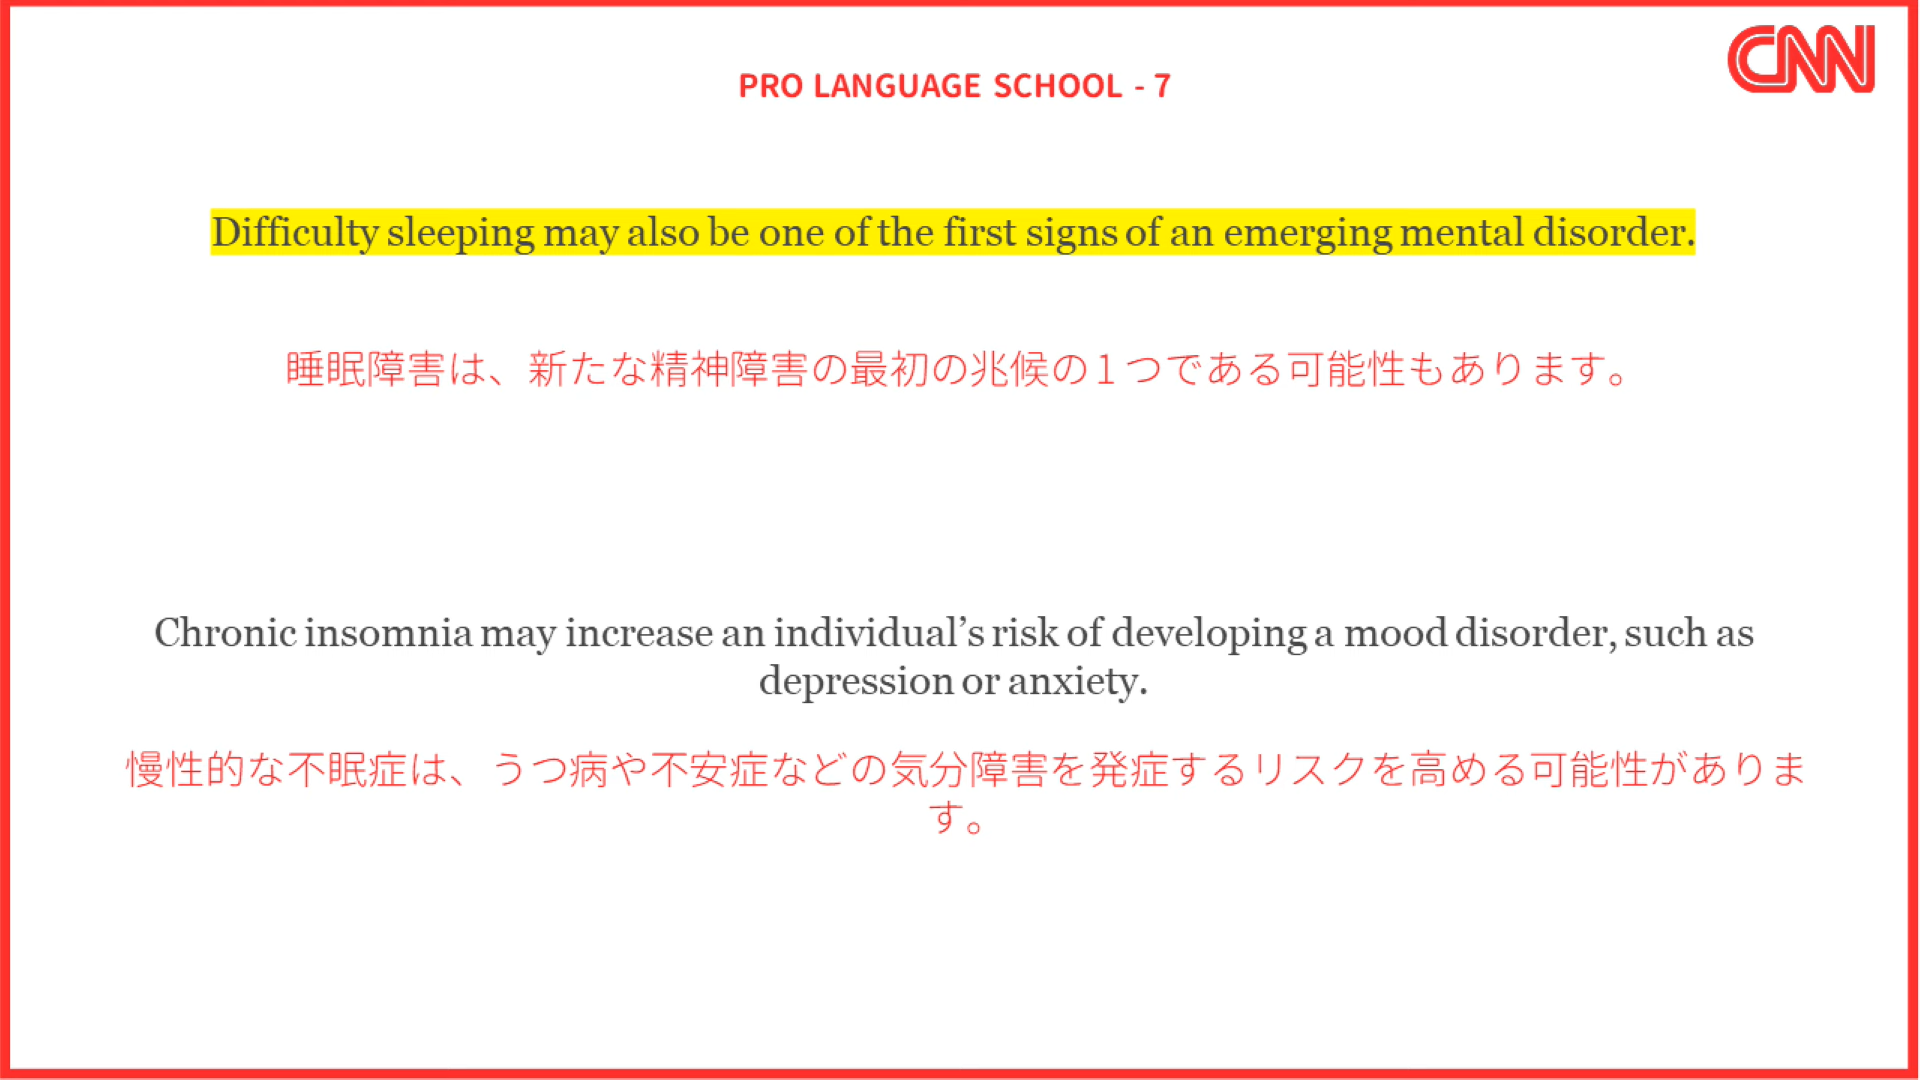 CNN
PRO LANGUAGE SCHOOL - 7
Difficulty sleeping may also be one of the first signs of an emerging mental disorder.
睡眠障害は、新たな精神障害の最初の兆候の１つである可能性もあります。
Chronic insomnia may increase an individual’s risk of developing a mood disorder, such as
depression or anxiety.
慢性的な不眠症は、うつ病や不安症などの気分障害を発症するリスクを高める可能性がありま
す。